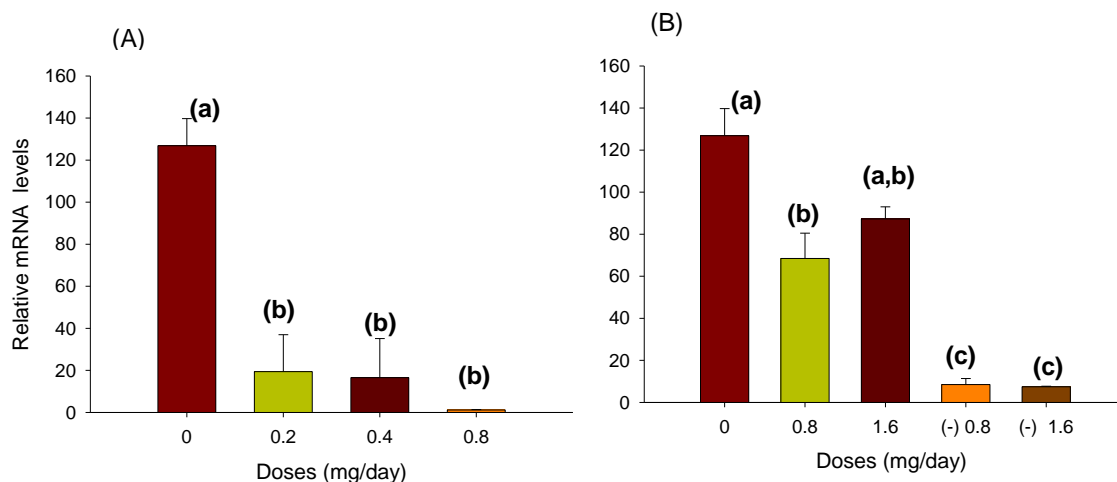 (A)
160
140
120
100
80
60
40
20
0
Relative mRNA levels
(a)
(b)
(b)
(b)
0 0.2 0.4 0.8
Doses (mg/day)
(B)
160
140
120
100
80
60
40
20
0
(a)
(b)
(a,b)
(c)
(c)
0 0.8 1.6 (-) 0.8 (-) 1.6
Doses (mg/day)